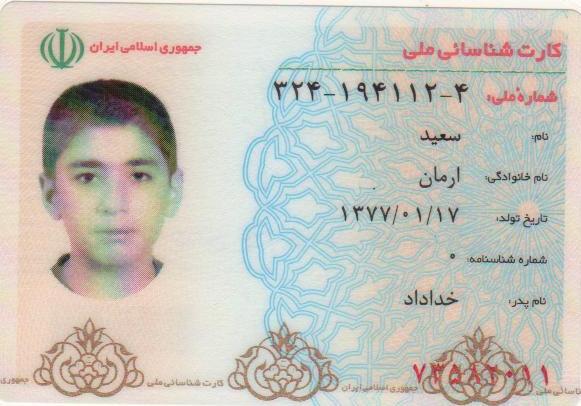 کارت شناسائی ملی
جمهوری اسلامی ایران
شماره ملی: ۳۲۴-۱۹۴۱۱۲-۴
نام: سعید
نام خانوادگی: ارمان
تاریخ تولد: ۱۳۷۷/۰۱/۱۷
شماره شناسنامه: ۰
نام پدر: خداداد
جمهوری
کارت شناسائی ملی
جمهوری اسلامی ایران
کارت شناسائی ملی